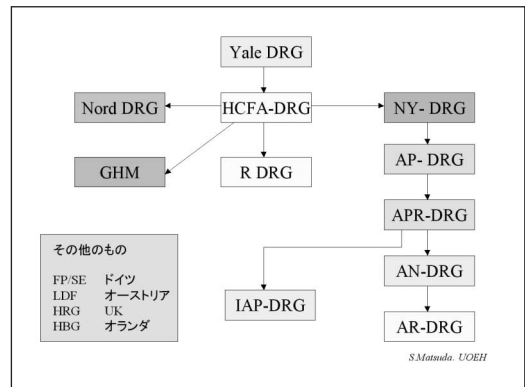 Yale DRG
Nord DRG
HCFA-DRG
NY- DRG
GHM
R DRG
AP- DRG
APR-DRG
IAP-DRG
AN-DRG
AR-DRG
その他のもの
FP/SE ドイツ
LDF オーストリア
HRG UK
HBG オランダ
S.Matsuda. UOEH